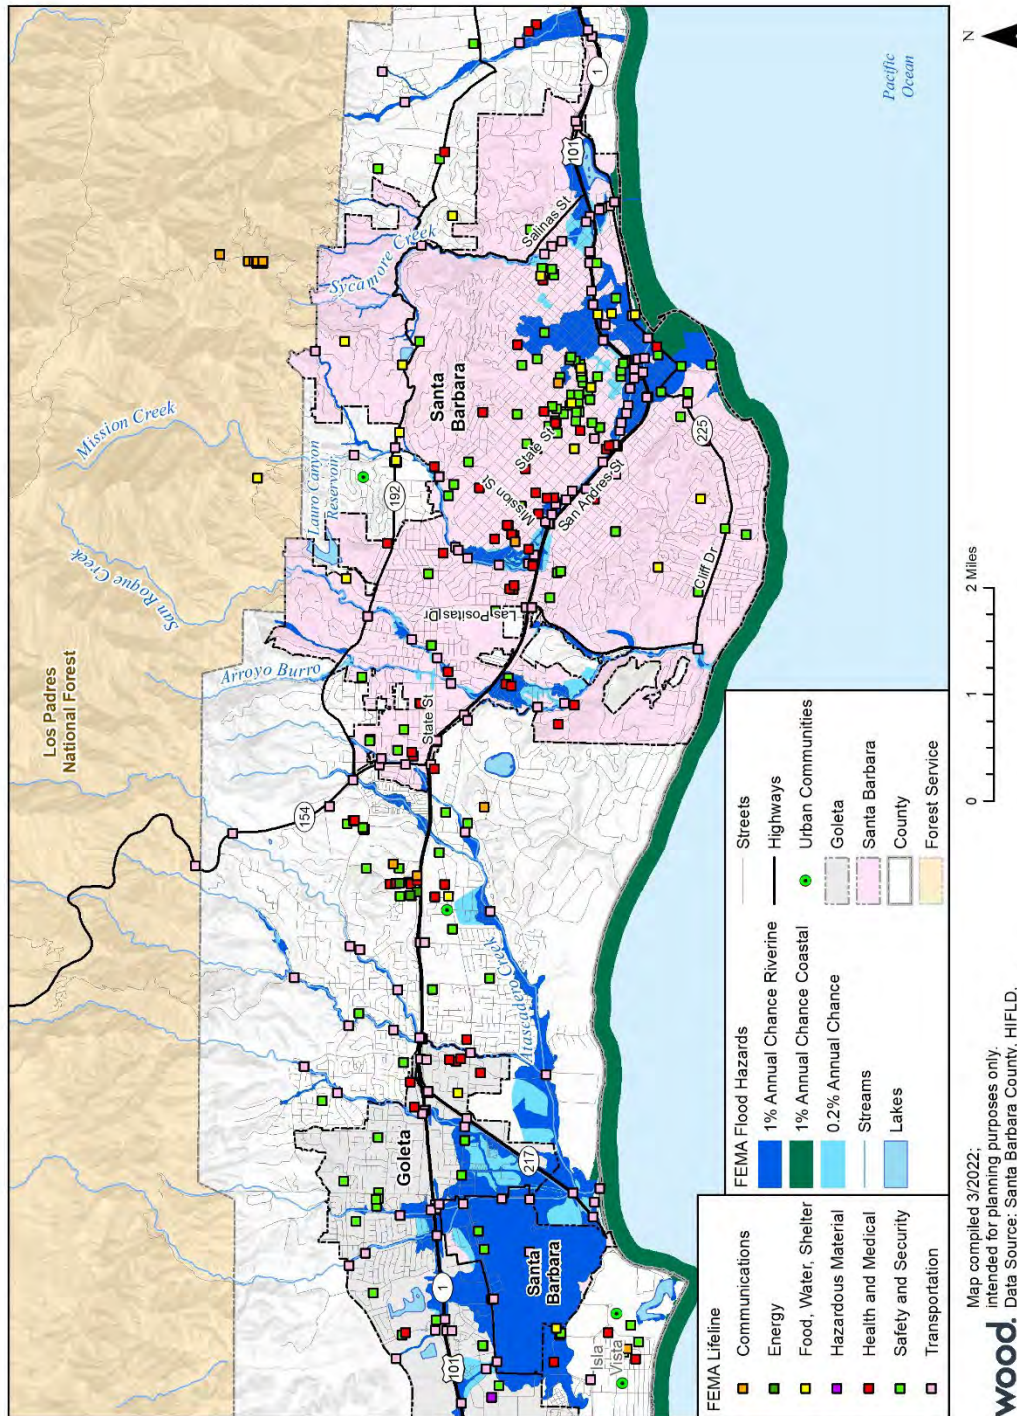 Los Padres
National Forest
Mission Creek
San Roque Creek
Lauro Canyon
Reservoir
Sycamore Creek
Arroyo Burro
154
192
Santa
Barbara
Salinas St
101
1
Pacific
Ocean
State St
Mission St
San Andres St
225
Cliff Dr
Las Positas Dr
State St
Atascadero Creek
Goleta
217
1
101
Santa
Barbara
Isla
Vista
FEMA Lifeline
Communications
Energy
Food, Water, Shelter
Hazardous Material
Health and Medical
Safety and Security
Transportation
FEMA Flood Hazards
1% Annual Chance Riverine
1% Annual Chance Coastal
0.2% Annual Chance
Streams
Lakes
Streets
Highways
Urban Communities
Goleta
Santa Barbara
County
Forest Service
0 1 2 Miles
N
wood.
Map compiled 3/2022;
intended for planning purposes only.
Data Source: Santa Barbara County, HIFLD,